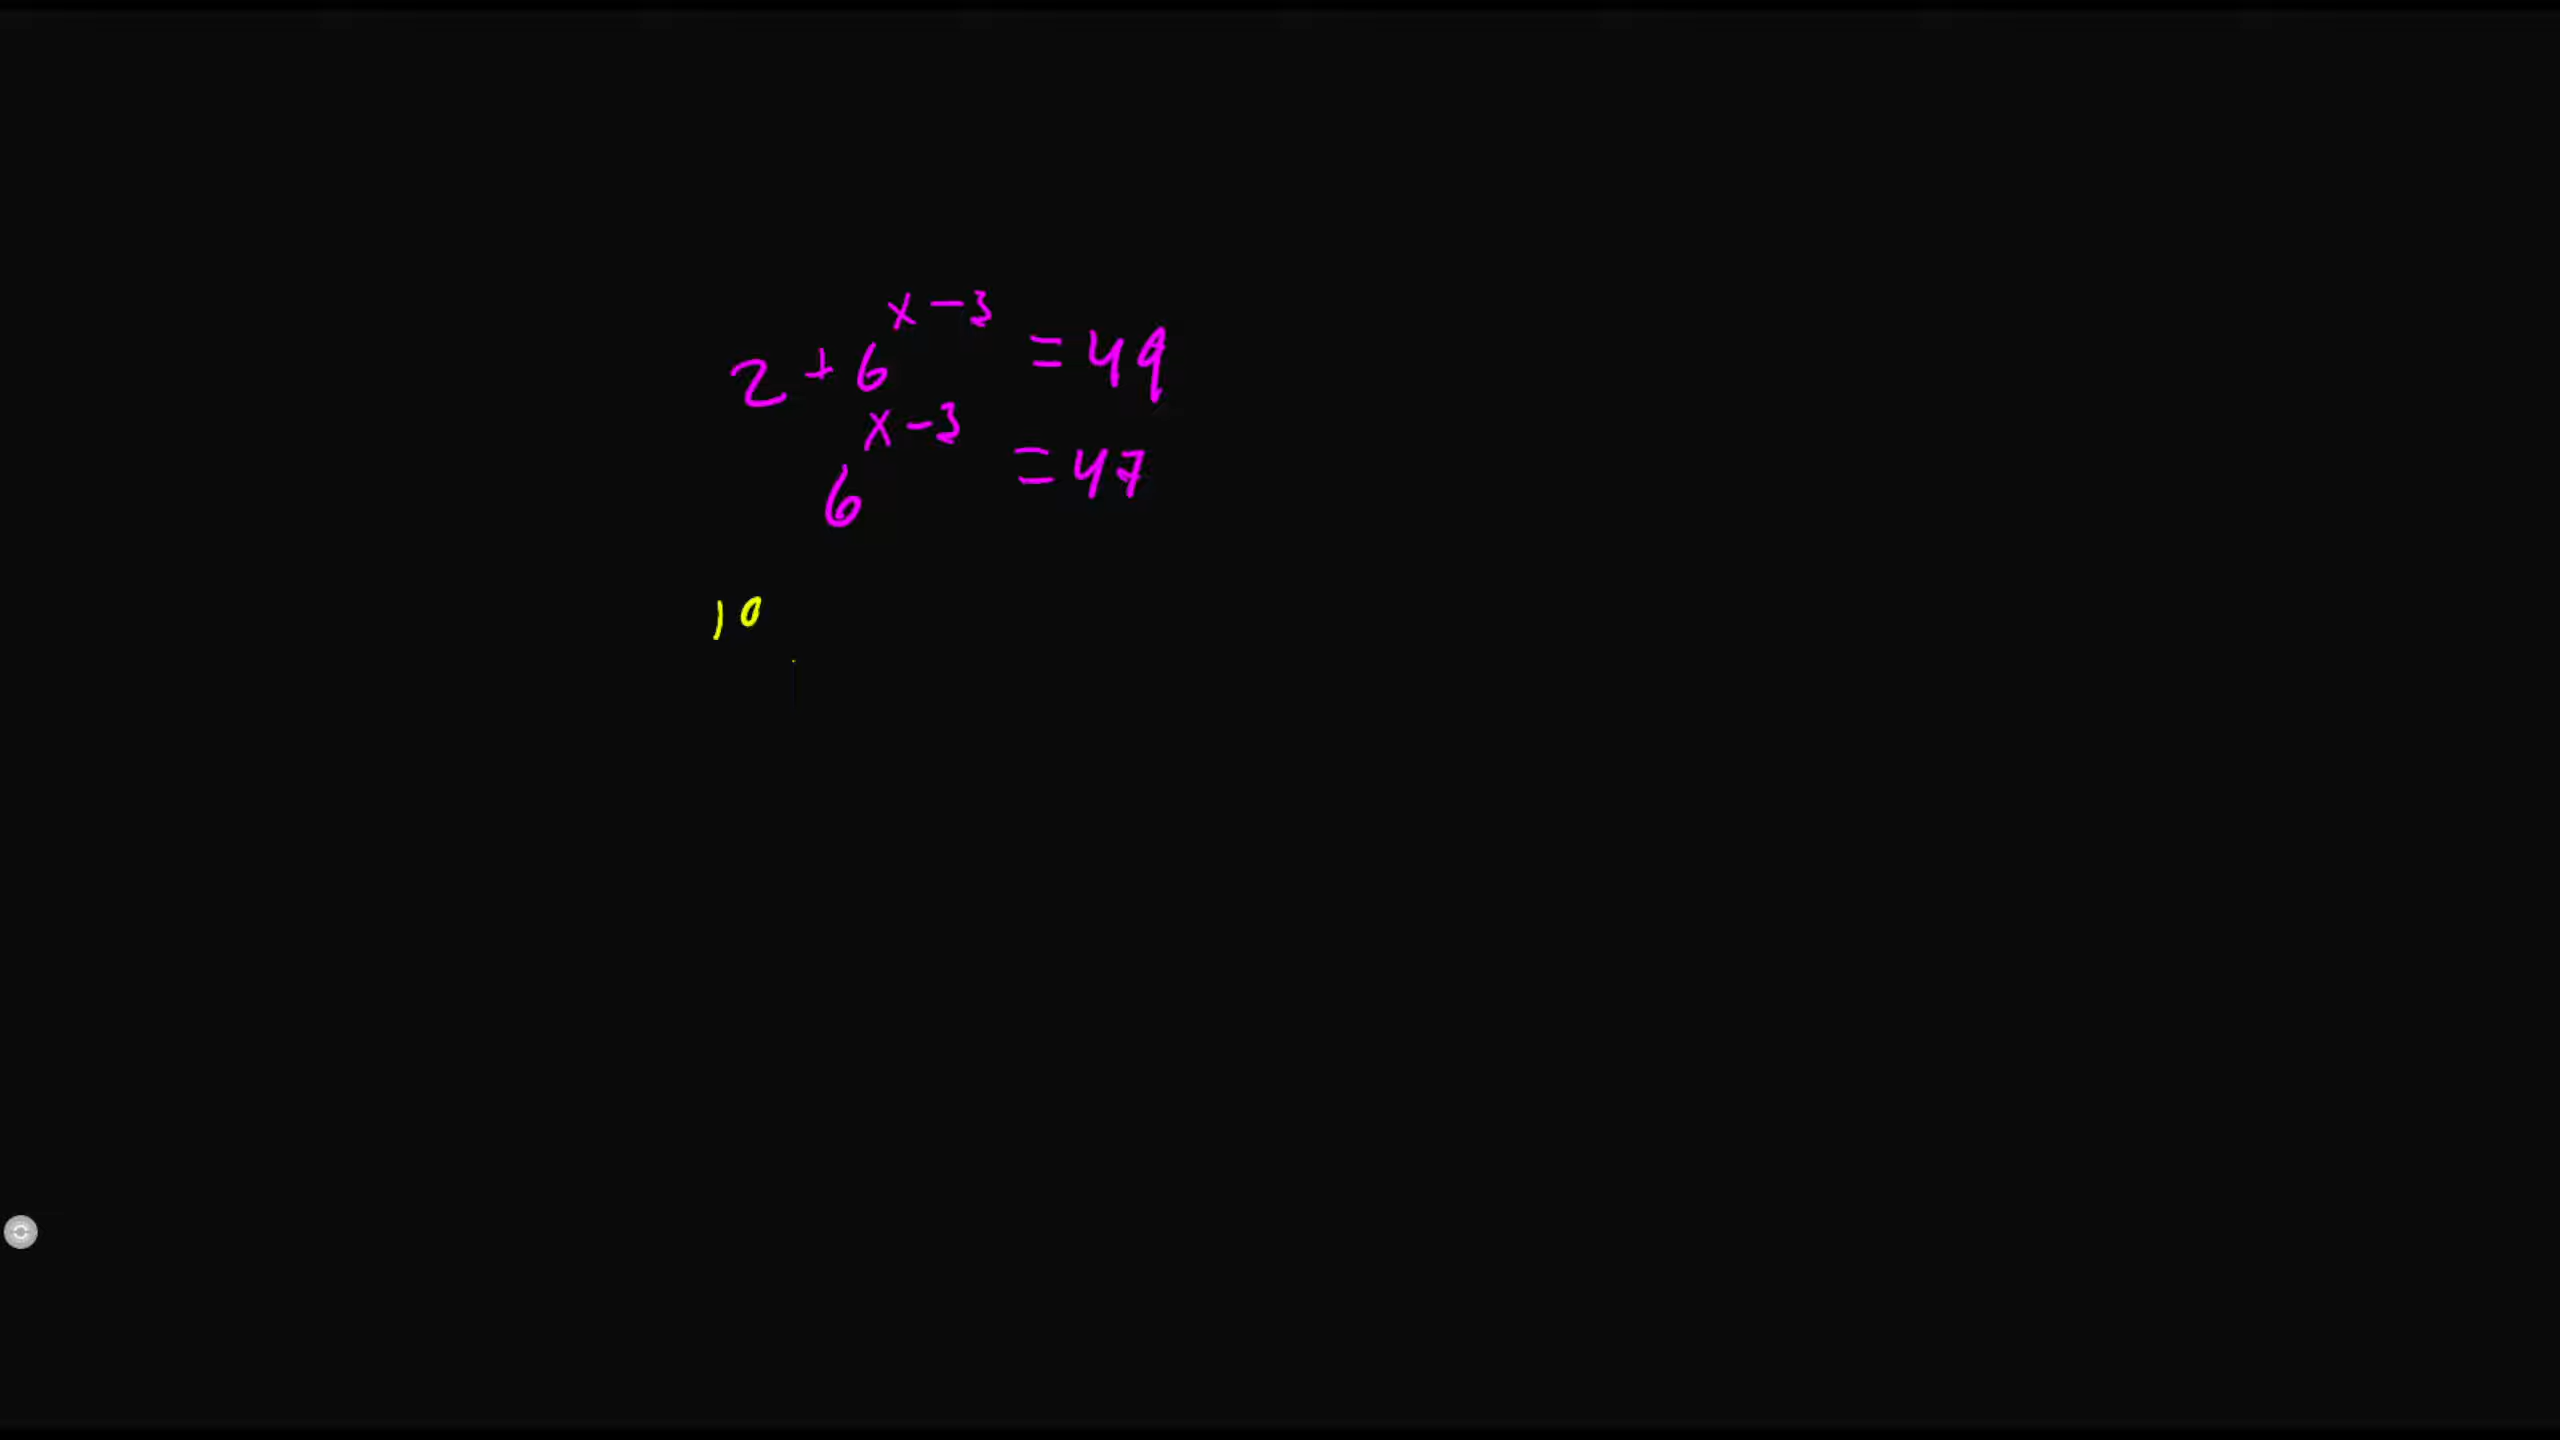 2 + 6^{x-3} = 49
6^{x-3} = 47
10